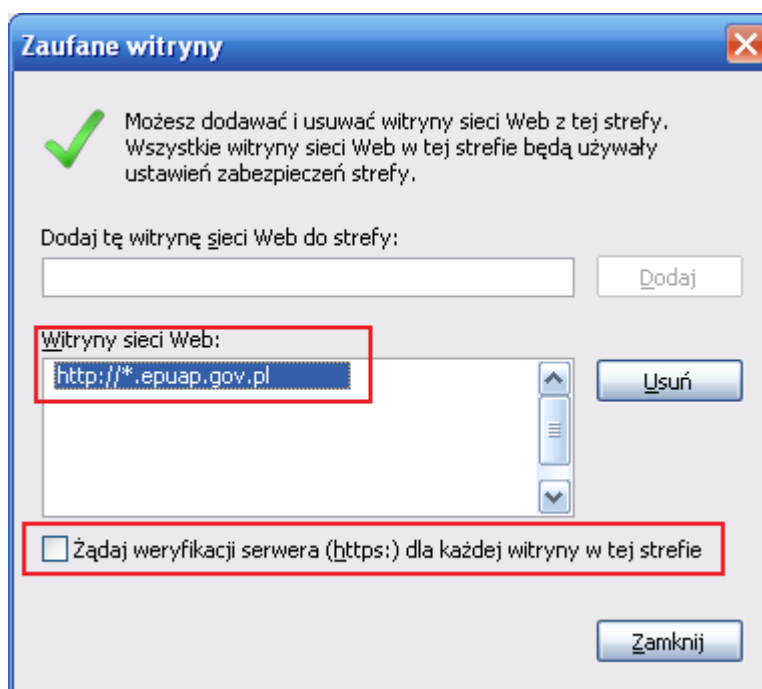 Zaufane witryny
Możesz dodawać i usuwać witryny sieci Web z tej strefy.
Wszystkie witryny sieci Web w tej strefie będą używały
ustawień zabezpieczeń strefy.
Dodaj tę witrynę sieci Web do strefy:
Dodaj
Witryny sieci Web:
http://*.epuap.gov.pl
Usuń
Żądaj weryfikacji serwera (https:) dla każdej witryny w tej strefie
Zamknij